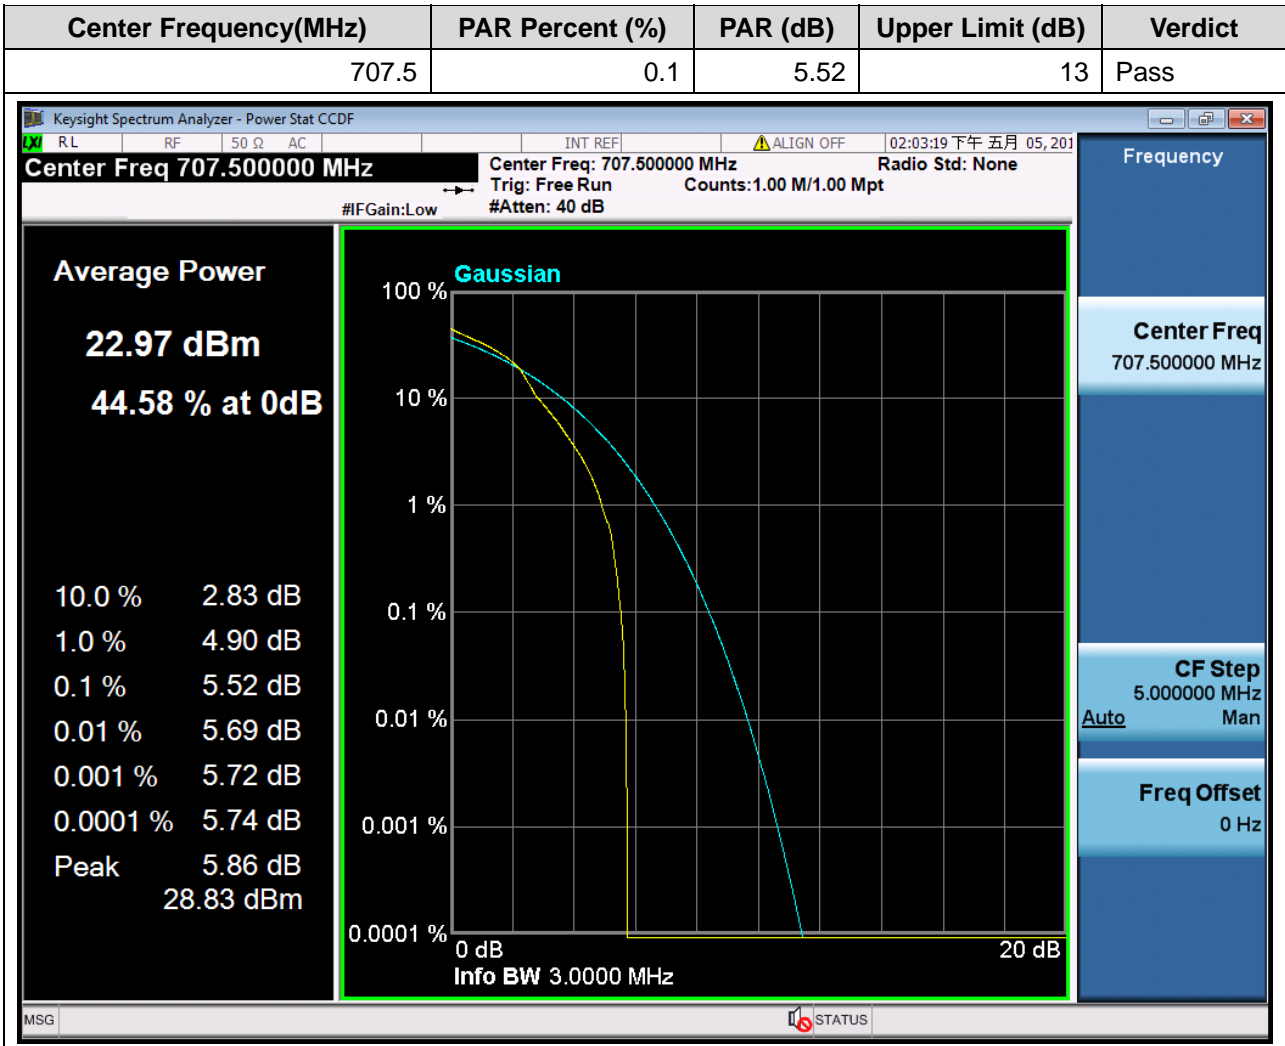 Center Frequency(MHz) PAR Percent (%) PAR (dB) Upper Limit (dB) Verdict
707.5 0.1 5.52 13 Pass
Keysight Spectrum Analyzer - Power Stat CCDF
LXI RL RF 50 Ω AC INT REF ALIGN OFF 02:03:19 下午 五月 05, 201
Center Freq 707.500000 MHz
Center Freq: 707.500000 MHz Radio Std: None
Trig: Free Run Counts:1.00 M/1.00 Mpt
#IFGain:Low #Atten: 40 dB
Average Power
22.97 dBm
44.58 % at 0dB
10.0 % 2.83 dB
1.0 % 4.90 dB
0.1 % 5.52 dB
0.01 % 5.69 dB
0.001 % 5.72 dB
0.0001 % 5.74 dB
Peak 5.86 dB
28.83 dBm
Gaussian
100 %
10 %
1 %
0.1 %
0.01 %
0.001 %
0.0001 %
0 dB 20 dB
Info BW 3.0000 MHz
Frequency
Center Freq
707.500000 MHz
CF Step
5.000000 MHz
Auto Man
Freq Offset
0 Hz
MSG STATUS